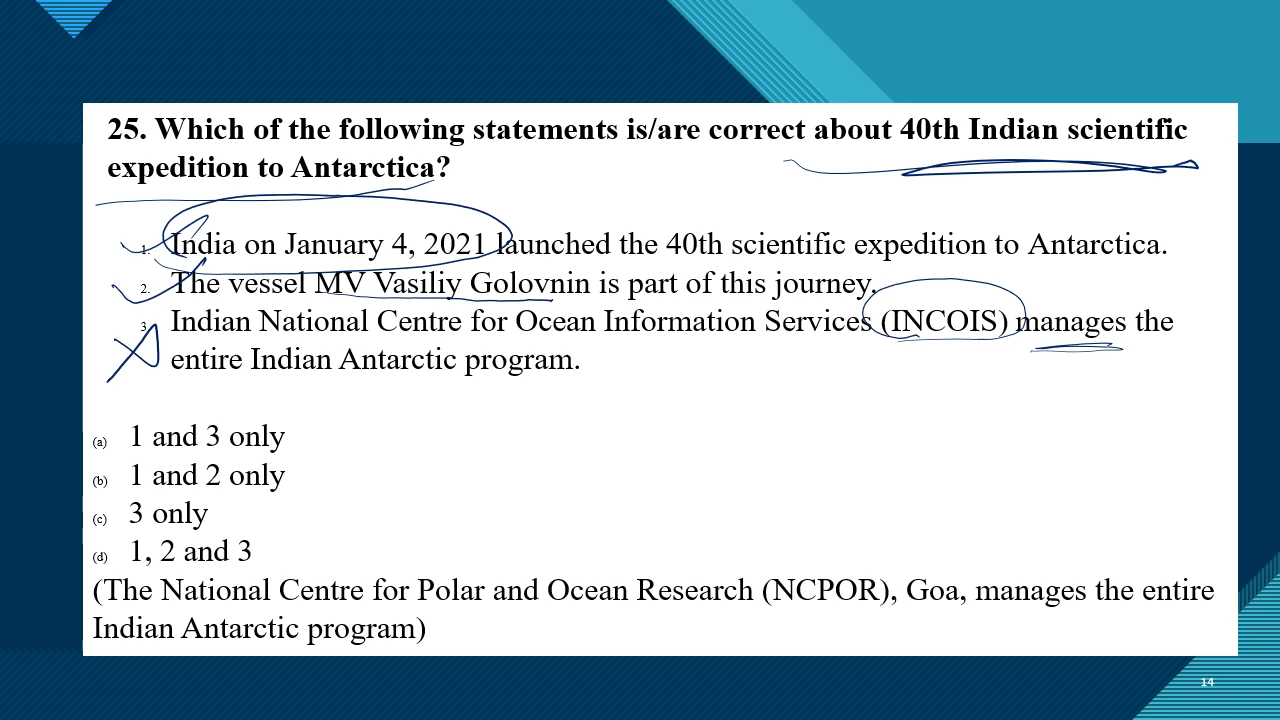 25. Which of the following statements is/are correct about 40th Indian scientific
expedition to Antarctica?
1. India on January 4, 2021 launched the 40th scientific expedition to Antarctica.
2. The vessel MV Vasiliy Golovnin is part of this journey.
3. Indian National Centre for Ocean Information Services (INCOIS) manages the
entire Indian Antarctic program.
(a) 1 and 3 only
(b) 1 and 2 only
(c) 3 only
(d) 1, 2 and 3
(The National Centre for Polar and Ocean Research (NCPOR), Goa, manages the entire
Indian Antarctic program)
14